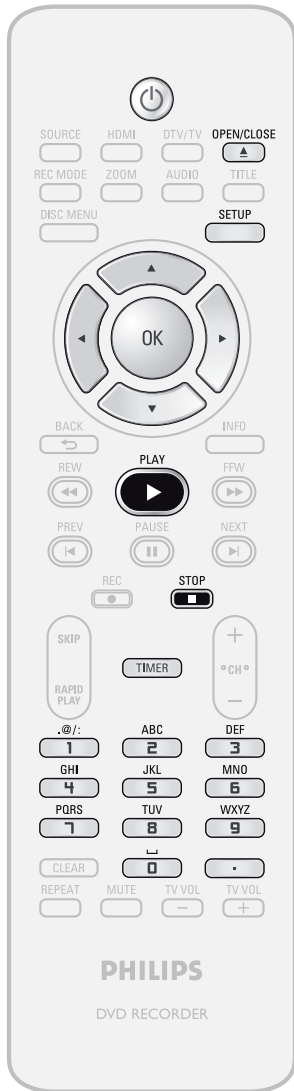 SOURCE HDMI DTV/TV OPEN/CLOSE
REC MODE ZOOM AUDIO TITLE
DISC MENU SETUP
OK
BACK INFO
REW PLAY FFW
PREV PAUSE NEXT
REC STOP
SKIP + 
TIMER CH
RAPID
PLAY −
.@/: ABC DEF
1 2 3
GHI JKL MNO
4 5 6
PQRS TUV WXYZ
7 8 9
␣
CLEAR 0 .
REPEAT MUTE TV VOL TV VOL
− +
PHILIPS
DVD RECORDER